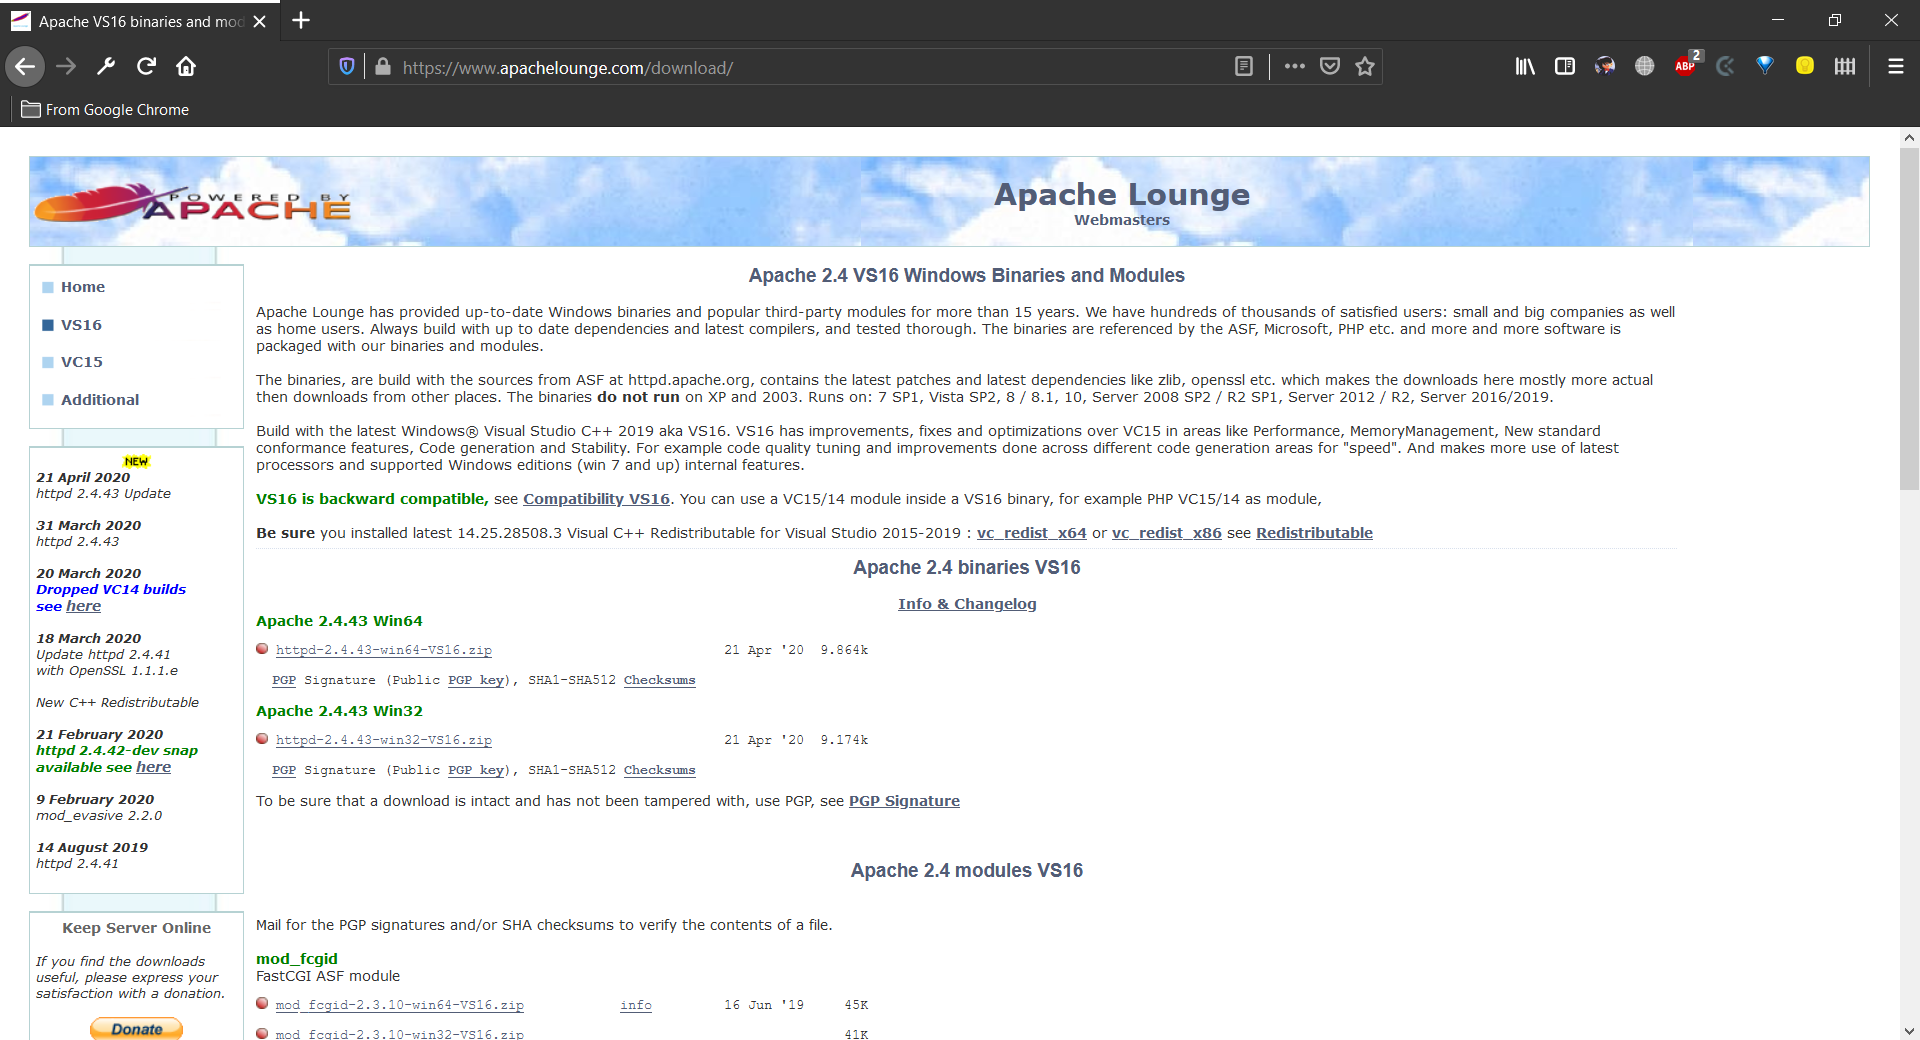 Apache VS16 binaries and mod
https://www.apachelounge.com/download/
ABP
2
From Google Chrome
POWERED BY
APACHE
Apache Lounge
Webmasters
Home
VS16
VC15
Additional
NEW
21 April 2020
httpd 2.4.43 Update
31 March 2020
httpd 2.4.43
20 March 2020
Dropped VC14 builds
see here
18 March 2020
Update httpd 2.4.41
with OpenSSL 1.1.1.e
New C++ Redistributable
21 February 2020
httpd 2.4.42-dev snap
available see here
9 February 2020
mod_evasive 2.2.0
14 August 2019
httpd 2.4.41
Keep Server Online
If you find the downloads
useful, please express your
satisfaction with a donation.
Donate
Apache 2.4 VS16 Windows Binaries and Modules
Apache Lounge has provided up-to-date Windows binaries and popular third-party modules for more than 15 years. We have hundreds of thousands of satisfied users: small and big companies as well
as home users. Always build with up to date dependencies and latest compilers, and tested thorough. The binaries are referenced by the ASF, Microsoft, PHP etc. and more and more software is
packaged with our binaries and modules.
The binaries, are build with the sources from ASF at httpd.apache.org, contains the latest patches and latest dependencies like zlib, openssl etc. which makes the downloads here mostly more actual
then downloads from other places. The binaries do not run on XP and 2003. Runs on: 7 SP1, Vista SP2, 8 / 8.1, 10, Server 2008 SP2 / R2 SP1, Server 2012 / R2, Server 2016/2019.
Build with the latest Windows® Visual Studio C++ 2019 aka VS16. VS16 has improvements, fixes and optimizations over VC15 in areas like Performance, MemoryManagement, New standard
conformance features, Code generation and Stability. For example code quality tuning and improvements done across different code generation areas for "speed". And makes more use of latest
processors and supported Windows editions (win 7 and up) internal features.
VS16 is backward compatible, see Compatibility VS16. You can use a VC15/14 module inside a VS16 binary, for example PHP VC15/14 as module,
Be sure you installed latest 14.25.28508.3 Visual C++ Redistributable for Visual Studio 2015-2019 : vc_redist_x64 or vc_redist_x86 see Redistributable
Apache 2.4 binaries VS16
Info & Changelog
Apache 2.4.43 Win64
httpd-2.4.43-win64-VS16.zip 21 Apr '20 9.864k
PGP Signature (Public PGP key), SHA1-SHA512 Checksums
Apache 2.4.43 Win32
httpd-2.4.43-win32-VS16.zip 21 Apr '20 9.174k
PGP Signature (Public PGP key), SHA1-SHA512 Checksums
To be sure that a download is intact and has not been tampered with, use PGP, see PGP Signature
Apache 2.4 modules VS16
Mail for the PGP signatures and/or SHA checksums to verify the contents of a file.
mod_fcgid
FastCGI ASF module
mod_fcgid-2.3.10-win64-VS16.zip info 16 Jun '19 45K
mod_fcgid-2.3.10-win32-VS16.zip 41K